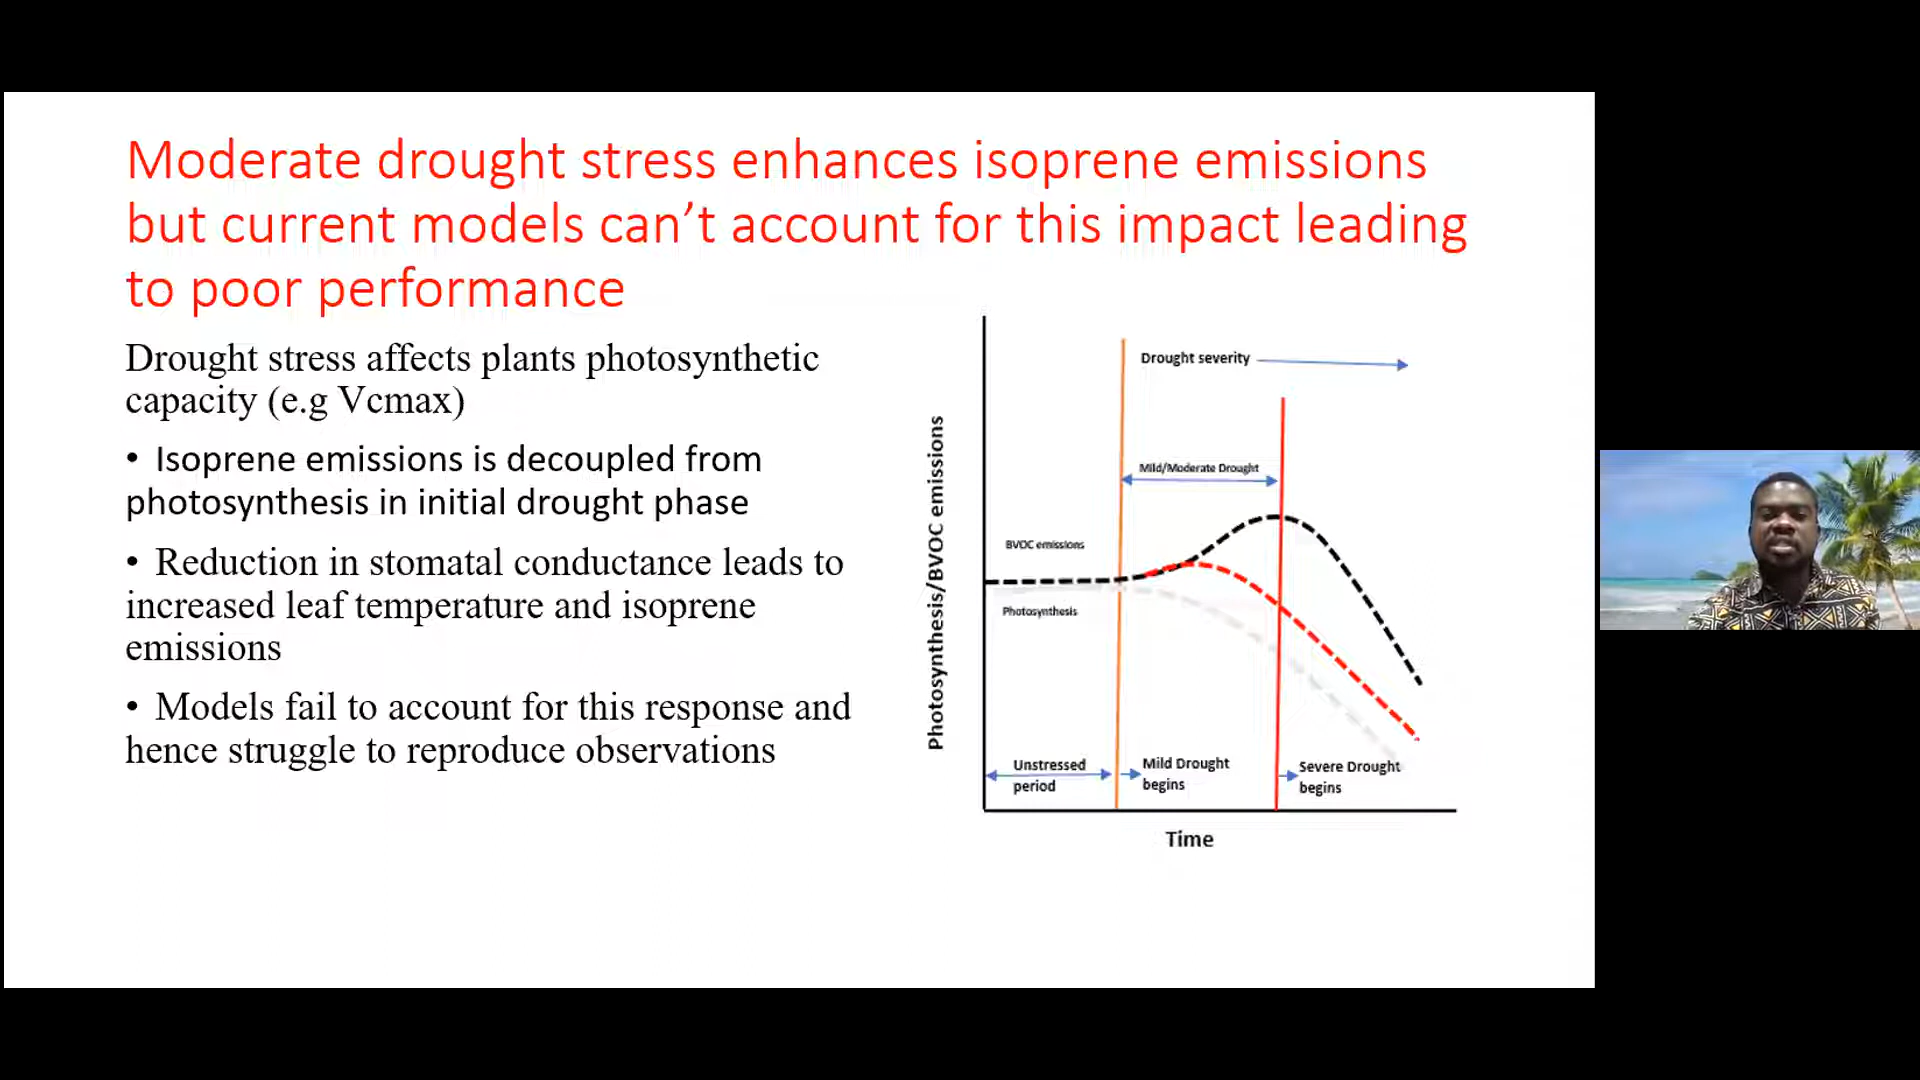 Moderate drought stress enhances isoprene emissions
but current models can’t account for this impact leading
to poor performance
Drought stress affects plants photosynthetic
capacity (e.g Vcmax)
• Isoprene emissions is decoupled from
photosynthesis in initial drought phase
• Reduction in stomatal conductance leads to
increased leaf temperature and isoprene
emissions
• Models fail to account for this response and
hence struggle to reproduce observations
Photosynthesis/BVOC emissions
Drought severity
Mild/Moderate Drought
BVOC emissions
Photosynthesis
Unstressed
period
Mild Drought
begins
Severe Drought
begins
Time